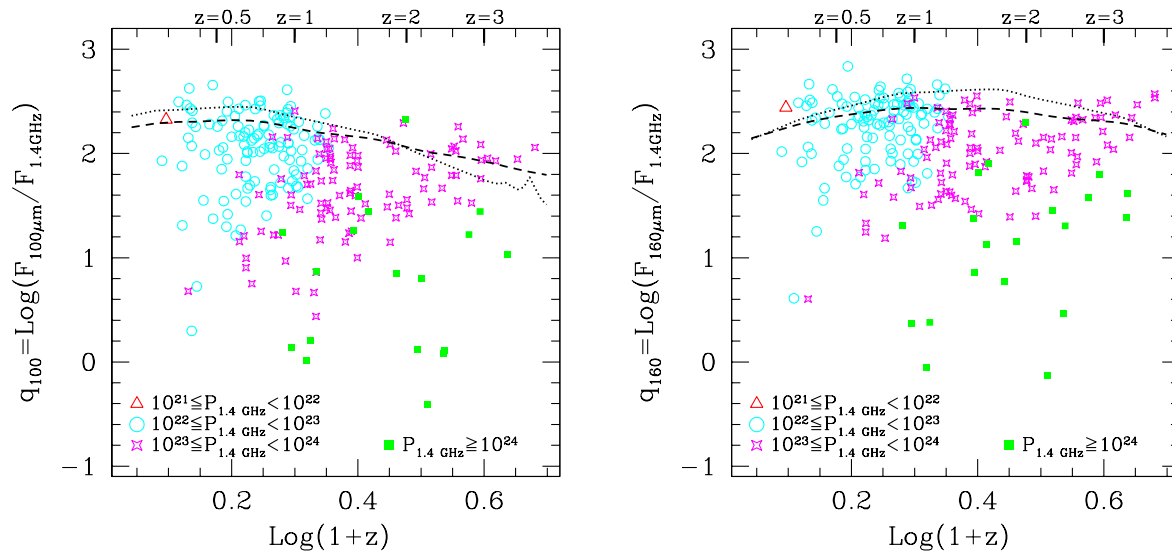 z=0.5 z=1 z=2 z=3
3
2
1
0
−1
q₁₀₀=Log(F₁₀₀μm/F₁.₄GHz)
10²¹≦P₁.₄ GHz<10²²
10²²≦P₁.₄ GHz<10²³
10²³≦P₁.₄ GHz<10²⁴
P₁.₄ GHz≧10²⁴
0.2 0.4 0.6
Log(1+z)
z=0.5 z=1 z=2 z=3
3
2
1
0
−1
q₁₆₀=Log(F₁₆₀μm/F₁.₄GHz)
10²¹≦P₁.₄ GHz<10²²
10²²≦P₁.₄ GHz<10²³
10²³≦P₁.₄ GHz<10²⁴
P₁.₄ GHz≧10²⁴
0.2 0.4 0.6
Log(1+z)